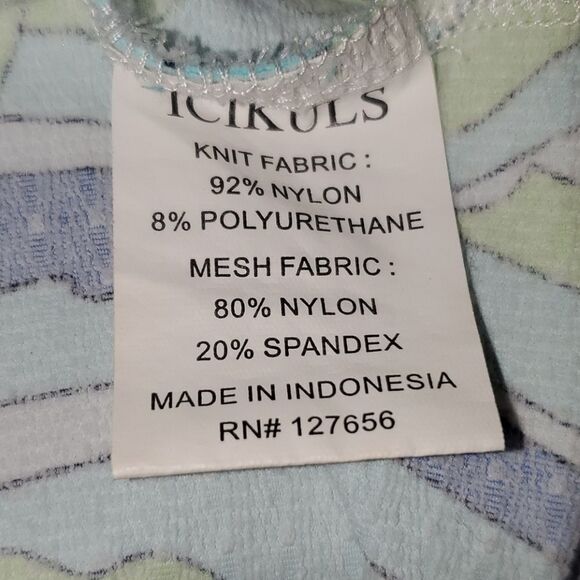 ICIKULS
KNIT FABRIC :
92% NYLON
8% POLYURETHANE
MESH FABRIC :
80% NYLON
20% SPANDEX
MADE IN INDONESIA
RN# 127656